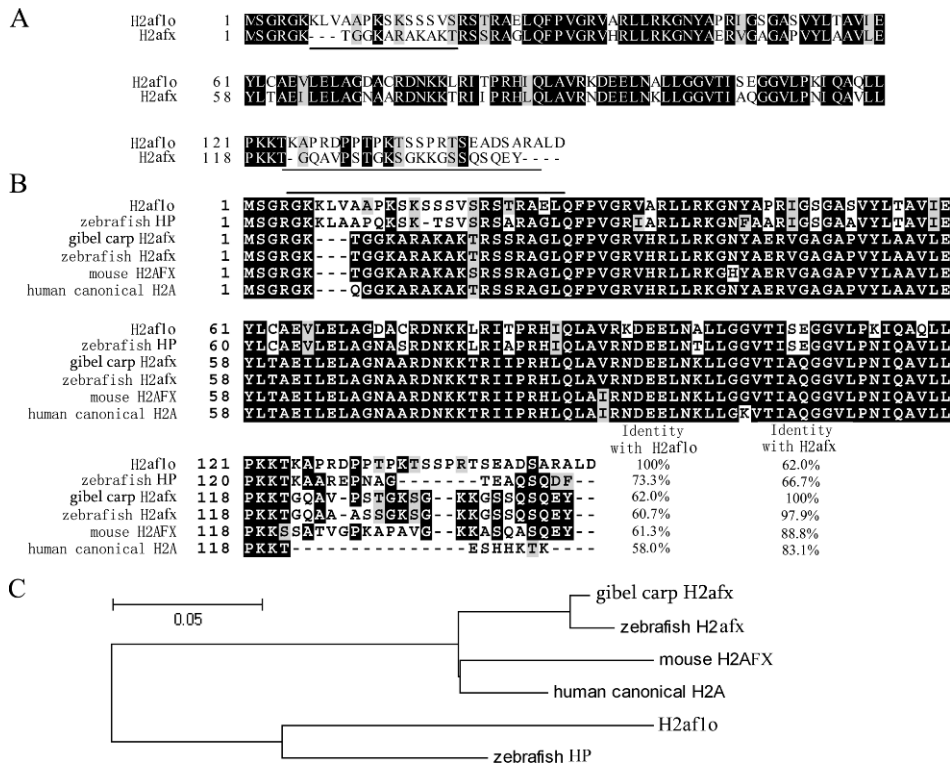 A
H2af1o 1 MSGRGKKLVAAPKSKSSSVSRSTRAELQFPVGRVARLLRKGNYAPRIGSGASVYLTAVIE
H2afx 1 MSGRGK---TGGKARAKAKTRSSRAGLQFPVGRVHRLLRKGNYAERVGAGAPVYLAAVLE
H2af1o 61 YLCAEVLELAGDACRDNKKLRITPRHIQLAVRKDEELNALLGGVTISEGGVLPKIQAQLL
H2afx 58 YLTAEILELAGNAARDNKKTRIIPRHLQLAVRNDEELNKLLGGVTIAQGGVLPNIQAVLL
H2af1o 121 PKKTKAPRDPPTPKTSSPRTSEADSARALD
H2afx 118 PKKT-GQAVPSTGKSGKKGSSQSQEY----
B
H2af1o 1 MSGRGKKLVAAPKSKSSSVSRSTRAELQFPVGRVARLLRKGNYAPRIGSGASVYLTAVIE
zebrafish HP 1 MSGRGKKLAAPQKSK-TSVSRSARAGLQFPVGRIARLLRKGNFAARIGSGAAVYLTAVIE
gibel carp H2afx 1 MSGRGK---TGGKARAKAKTRSSRAGLQFPVGRVHRLLRKGNYAERVGAGAPVYLAAVLE
zebrafish H2afx 1 MSGRGK---TGGKARAKAKTRSSRAGLQFPVGRVHRLLRKGNYAERVGAGAPVYLAAVLE
mouse H2AFX 1 MSGRGK---TGGKARAKAKSRSSRAGLQFPVGRVHRLLRKGHYAERVGAGAPVYLAAVLE
human canonical H2A 1 MSGRGK---QGGKARAKAKTRSSRAGLQFPVGRVHRLLRKGNYAERVGAGAPVYLAAVLE
H2af1o 61 YLCAEVLELAGDACRDNKKLRITPRHIQLAVRKDEELNALLGGVTISEGGVLPKIQAQLL
zebrafish HP 60 YLCAEVLELAGNASRDNKKLRIAPRHIQLAVRNDEELNTLLGGVTISEGGVLPNIQAVLL
gibel carp H2afx 58 YLTAEILELAGNAARDNKKTRIIPRHLQLAVRNDEELNKLLGGVTIAQGGVLPNIQAVLL
zebrafish H2afx 58 YLTAEILELAGNAARDNKKTRIIPRHLQLAVRNDEELNKLLGGVTIAQGGVLPNIQAVLL
mouse H2AFX 58 YLTAEILELAGNAARDNKKTRIIPRHLQLAIRNDEELNKLLGGVTIAQGGVLPNIQAVLL
human canonical H2A 58 YLTAEILELAGNAARDNKKTRIIPRHLQLAIRNDEELNKLLGKVTIAQGGVLPNIQAVLL
Identity with H2af1o Identity with H2afx
H2af1o 121 PKKTKAPRDPPTPKTSSPRTSEADSARALD 100% 62.0%
zebrafish HP 120 PKKTKAAREPNAG-------TEAQSQDF-- 73.3% 66.7%
gibel carp H2afx 118 PKKTGQAV-PSTGKSG--KKGSSQSQEY-- 62.0% 100%
zebrafish H2afx 118 PKKTGQAA-ASSGKSG--KKGSSQSQEY-- 60.7% 97.9%
mouse H2AFX 118 PKKSSATVGPKAPAVG--KKASQASQEY-- 61.3% 88.8%
human canonical H2A 118 PKKT---------------ESHHKTK---- 58.0% 83.1%
C
0.05
gibel carp H2afx
zebrafish H2afx
mouse H2AFX
human canonical H2A
H2af1o
zebrafish HP